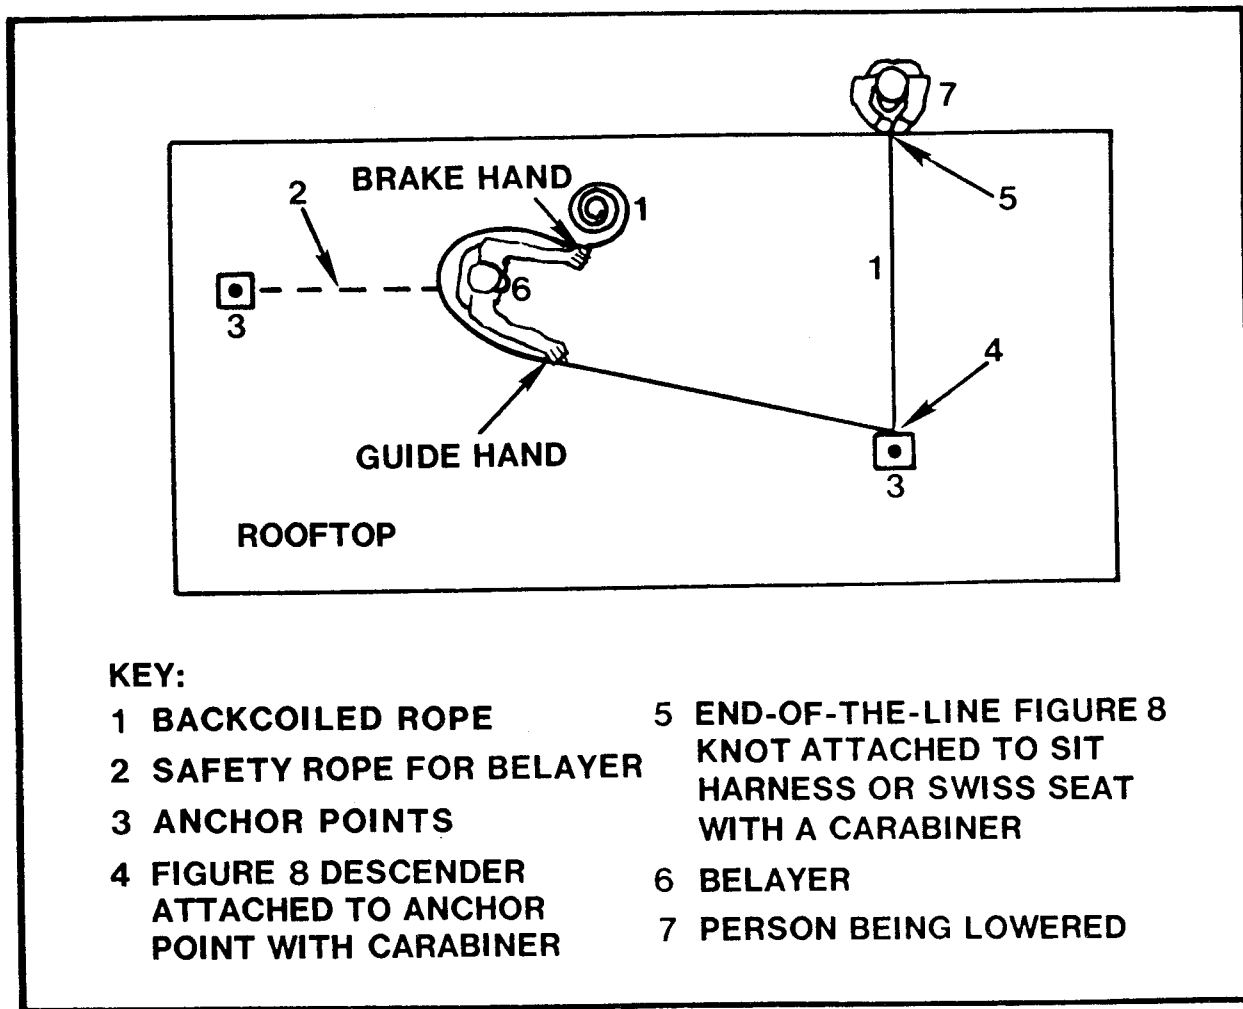 7
BRAKE HAND
2
1
5
6
1
3
4
GUIDE HAND
3
ROOFTOP
KEY:
1 BACKCOILED ROPE
2 SAFETY ROPE FOR BELAYER
3 ANCHOR POINTS
4 FIGURE 8 DESCENDER
ATTACHED TO ANCHOR
POINT WITH CARABINER
5 END-OF-THE-LINE FIGURE 8
KNOT ATTACHED TO SIT
HARNESS OR SWISS SEAT
WITH A CARABINER
6 BELAYER
7 PERSON BEING LOWERED